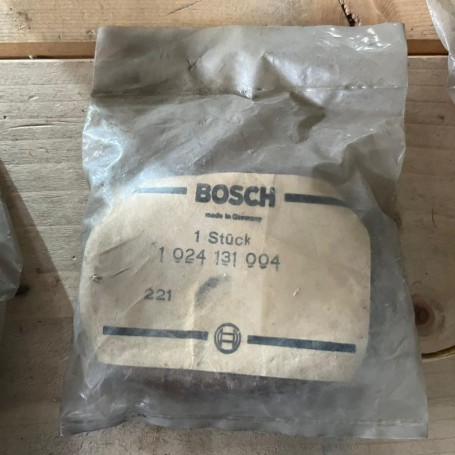 BOSCH
made in Germany
1 Stück
1 024 131 004
221